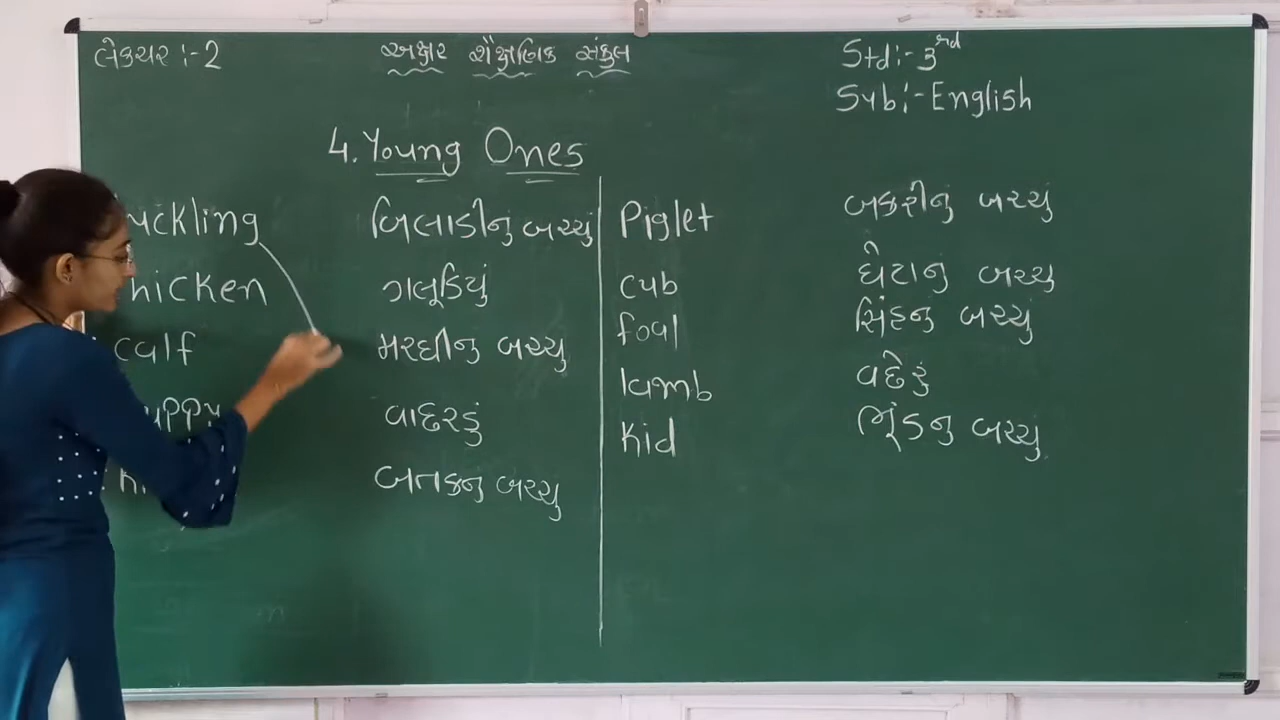 લેક્ચર :- 2
અક્ષર શૈક્ષણિક સંકુલ
Std:- 3rd
Sub:- English
4. Young Ones
uckling બિલાડીનું બચ્ચું
hicken ગલૂડિયું
calf મરઘીનુ બચ્ચુ
uppy વાછરડું
Ki બતકનુ બચ્ચુ
Piglet બકરીનું બચ્ચું
cub ઘેટાનુ બચ્ચુ
foal સિંહનુ બચ્ચું
lamb વછેરું
Kid ભૂંડનુ બચ્ચું